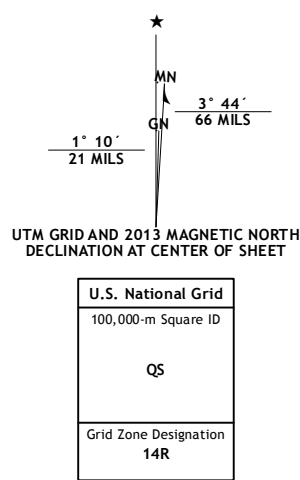 ★
MN
3° 44´
66 MILS
GN
1° 10´
21 MILS
UTM GRID AND 2013 MAGNETIC NORTH
DECLINATION AT CENTER OF SHEET
U.S. National Grid
100,000-m Square ID
QS
Grid Zone Designation
14R